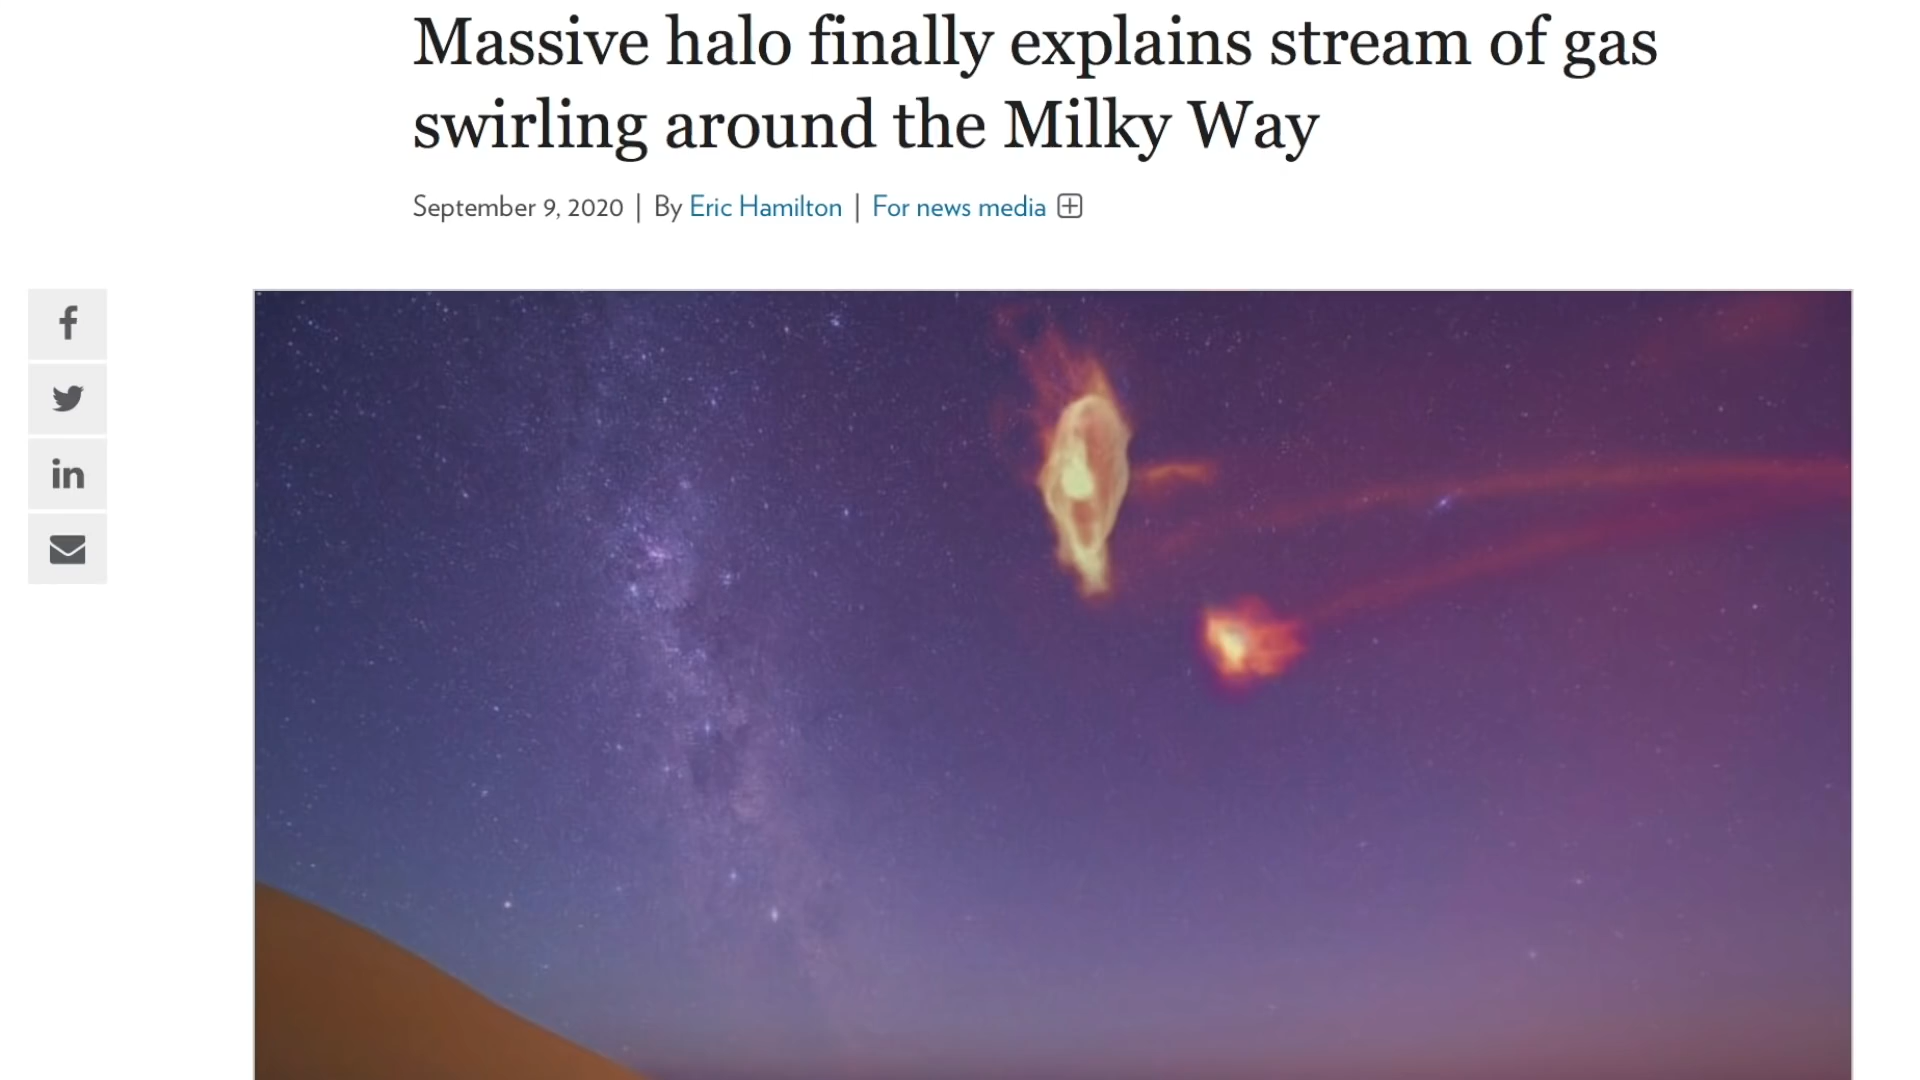 Massive halo finally explains stream of gas
swirling around the Milky Way
September 9, 2020 | By Eric Hamilton | For news media
f
in